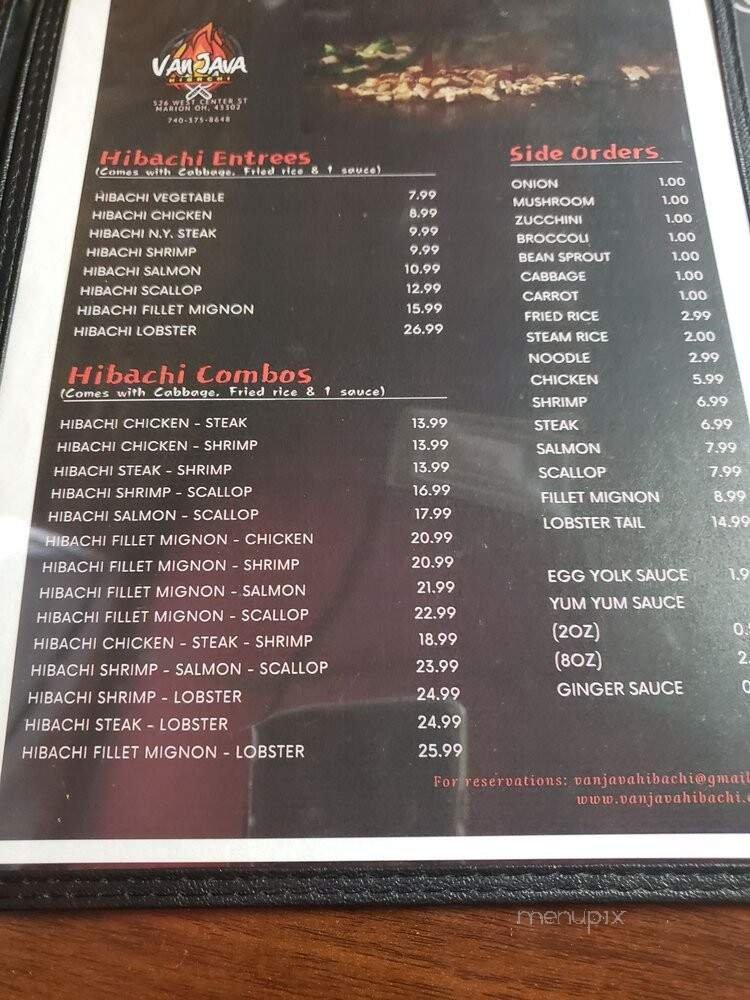 VAN JAVA
HIBACHI
526 WEST CENTER ST
MARION OH, 43302
740-375-8648
Hibachi Entrees
(Comes with Cabbage, Fried rice & 1 sauce)
HIBACHI VEGETABLE 7.99
HIBACHI CHICKEN 8.99
HIBACHI N.Y. STEAK 9.99
HIBACHI SHRIMP 9.99
HIBACHI SALMON 10.99
HIBACHI SCALLOP 12.99
HIBACHI FILLET MIGNON 15.99
HIBACHI LOBSTER 26.99
Hibachi Combos
(Comes with Cabbage, Fried rice & 1 sauce)
HIBACHI CHICKEN - STEAK 13.99
HIBACHI CHICKEN - SHRIMP 13.99
HIBACHI STEAK - SHRIMP 13.99
HIBACHI SHRIMP - SCALLOP 16.99
HIBACHI SALMON - SCALLOP 17.99
HIBACHI FILLET MIGNON - CHICKEN 20.99
HIBACHI FILLET MIGNON - SHRIMP 20.99
HIBACHI FILLET MIGNON - SALMON 21.99
HIBACHI FILLET MIGNON - SCALLOP 22.99
HIBACHI CHICKEN - STEAK - SHRIMP 18.99
HIBACHI SHRIMP - SALMON - SCALLOP 23.99
HIBACHI SHRIMP - LOBSTER 24.99
HIBACHI STEAK - LOBSTER 24.99
HIBACHI FILLET MIGNON - LOBSTER 25.99
Side Orders
ONION 1.00
MUSHROOM 1.00
ZUCCHINI 1.00
BROCCOLI 1.00
BEAN SPROUT 1.00
CABBAGE 1.00
CARROT 1.00
FRIED RICE 2.99
STEAM RICE 2.00
NOODLE 2.99
CHICKEN 5.99
SHRIMP 6.99
STEAK 6.99
SALMON 7.99
SCALLOP 7.99
FILLET MIGNON 8.99
LOBSTER TAIL 14.99
EGG YOLK SAUCE 1.9
YUM YUM SAUCE
(2OZ) 0.
(8OZ) 2.
GINGER SAUCE
For reservations: vanjavahibachi@gmail
www.vanjavahibachi.
menupix